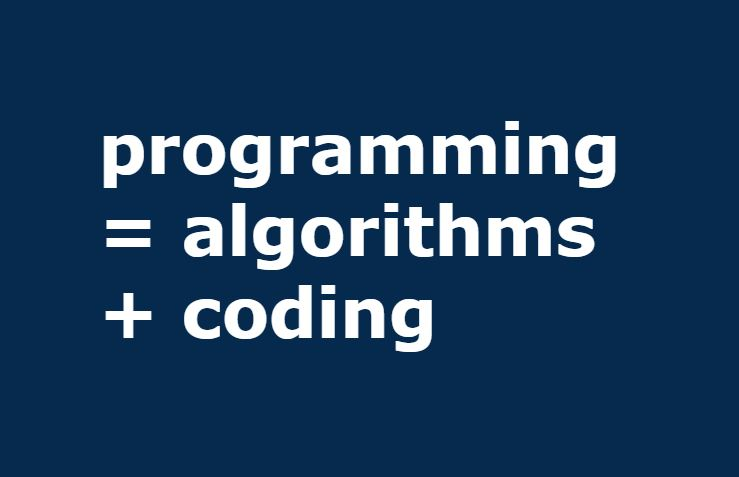 programming
= algorithms
+ coding